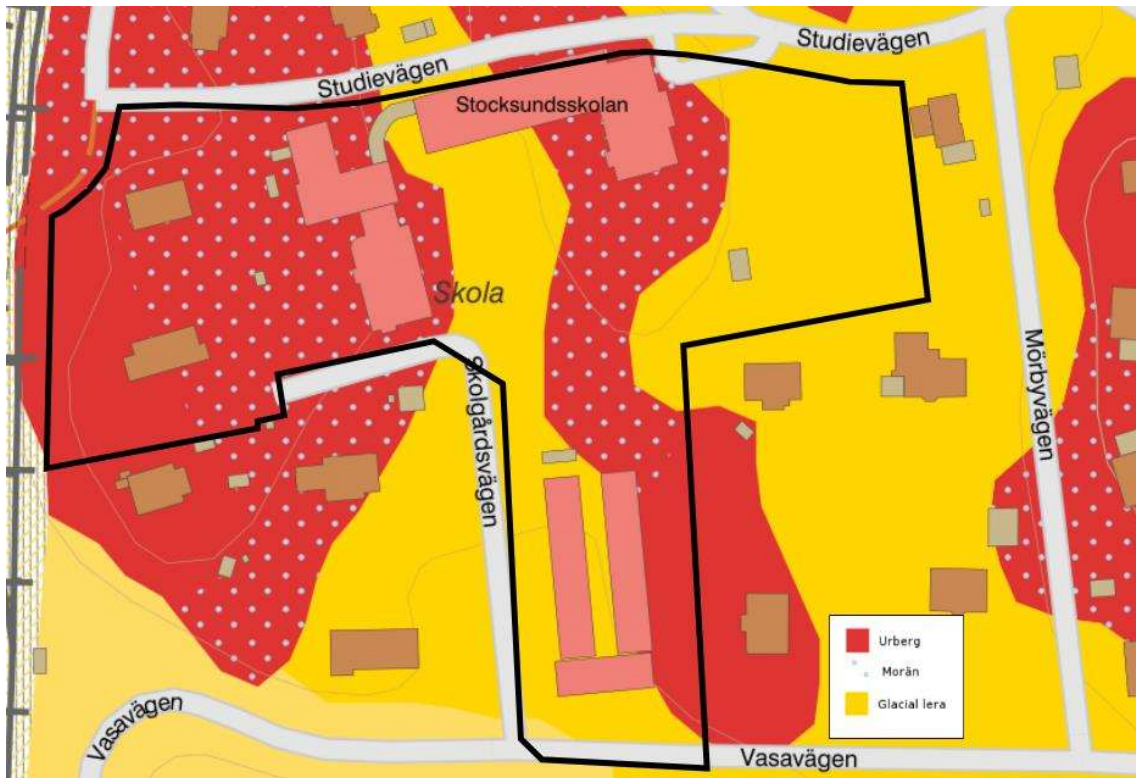 Studievägen
Studievägen
Stocksundsskolan
Skola
Skolgårdsvägen
Mörbyvägen
Urberg
Morän
Glacial lera
Vasavägen
Vasavägen